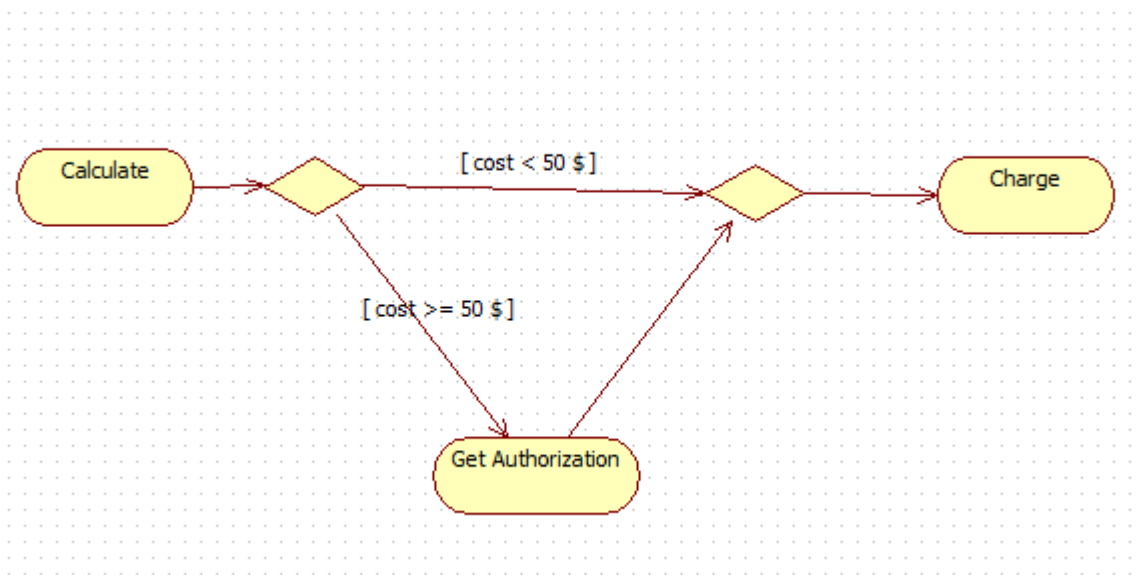 Calculate
[ cost < 50 $ ]
Charge
[ cost >= 50 $ ]
Get Authorization